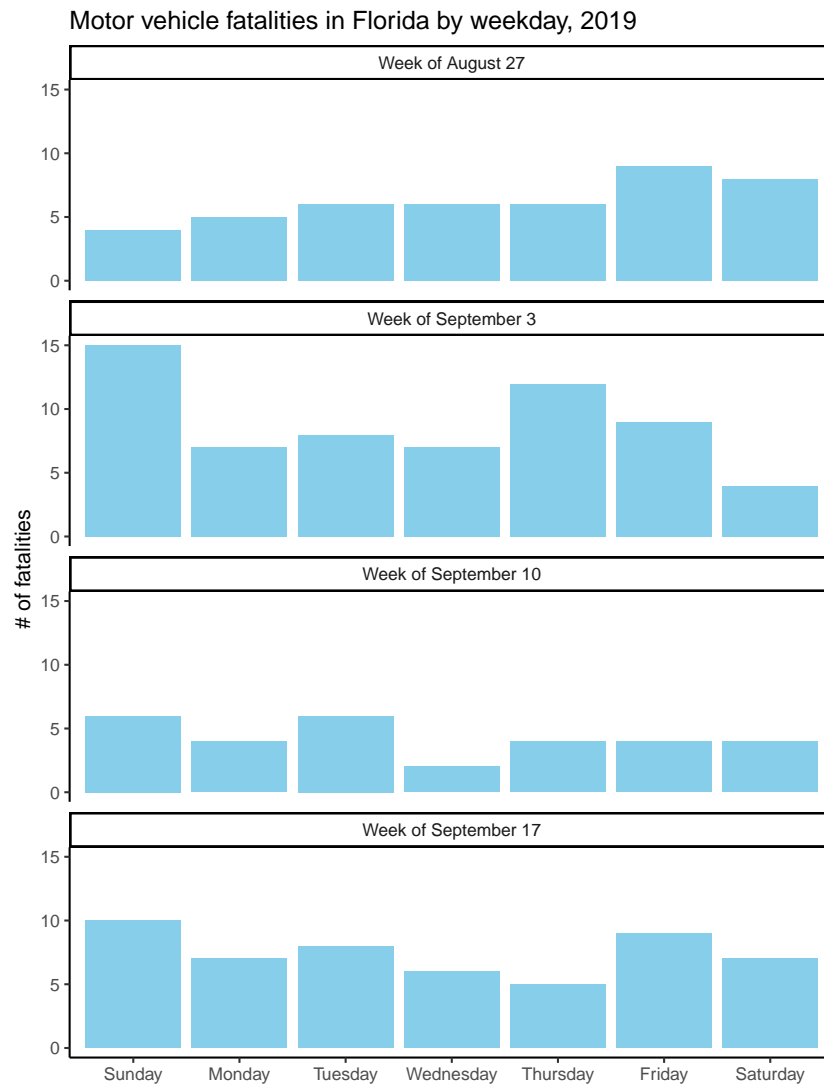 Motor vehicle fatalities in Florida by weekday, 2019
# of fatalities
Week of August 27
15
10
5
0
Week of September 3
15
10
5
0
Week of September 10
15
10
5
0
Week of September 17
15
10
5
0
Sunday Monday Tuesday Wednesday Thursday Friday Saturday